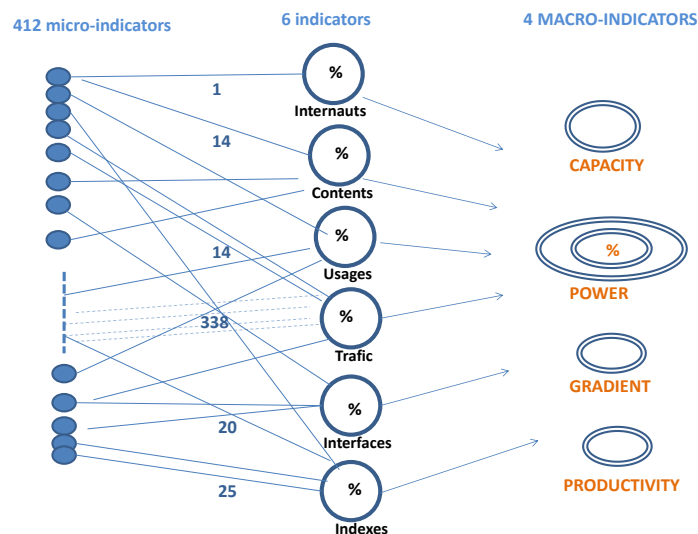 412 micro-indicators
6 indicators
4 MACRO-INDICATORS
%
1
Internauts
14
%
Contents
CAPACITY
%
14
Usages
%
POWER
338
%
Trafic
GRADIENT
%
20
Interfaces
%
25
Indexes
PRODUCTIVITY